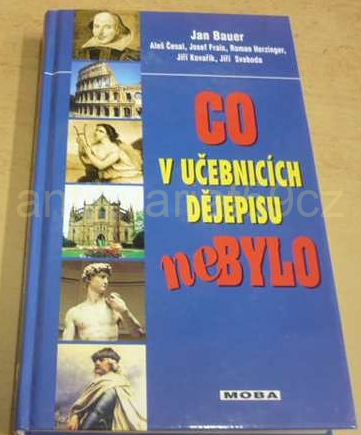 Jan Bauer
Aleš Česal, Josef Frais, Roman Herzinger,
Jiří Kovařík, Jiří Svoboda
CO
V UČEBNICÍCH
DĚJEPISU
neBYLO
MOBA